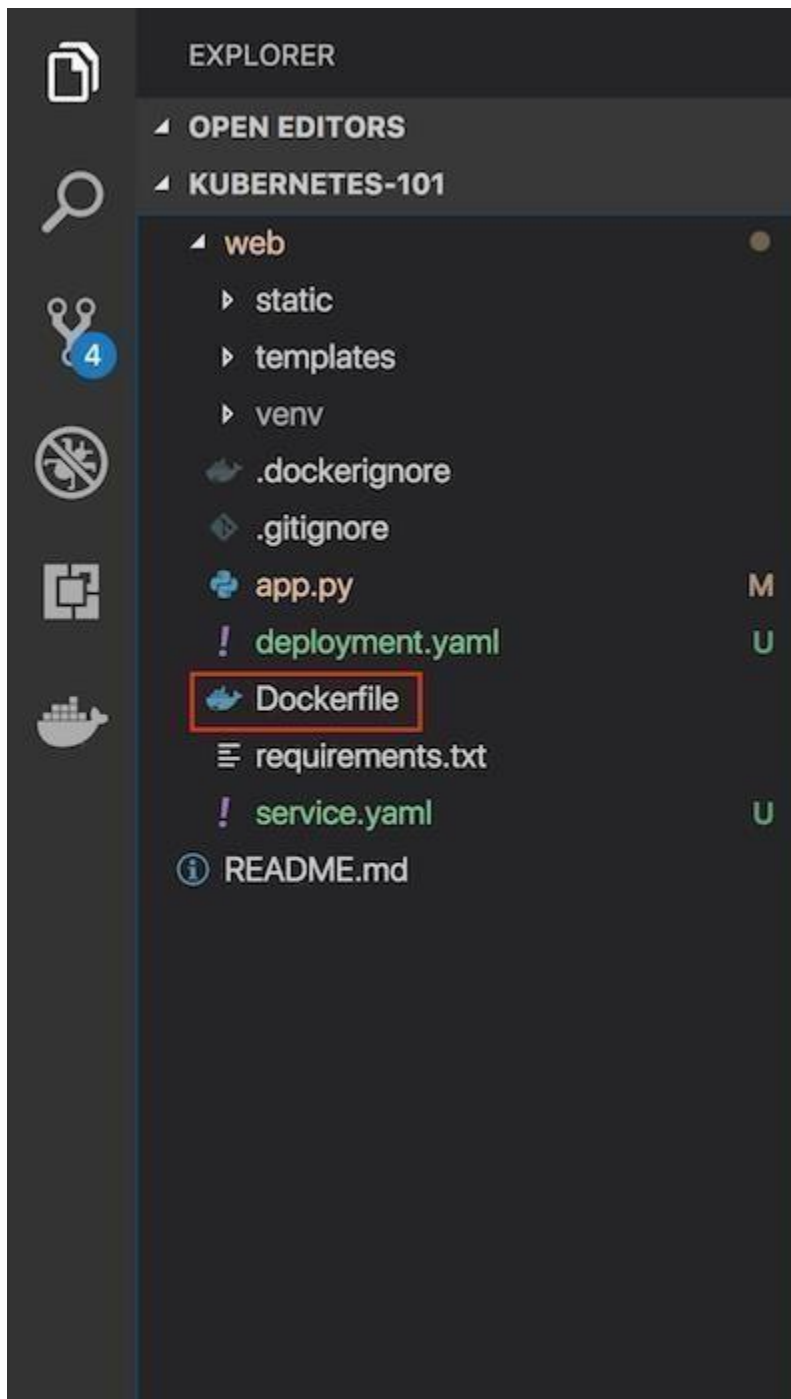 EXPLORER
OPEN EDITORS
KUBERNETES-101
web
static
templates
4
venv
.dockerignore
.gitignore
app.py M
deployment.yaml U
Dockerfile
requirements.txt
service.yaml U
README.md